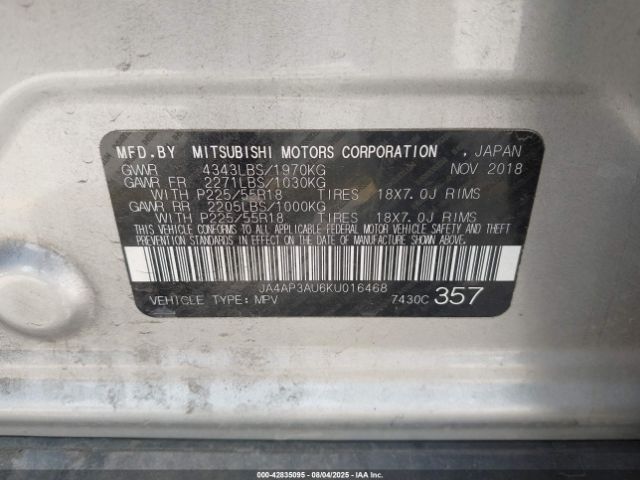 MFD.BY MITSUBISHI MOTORS CORPORATION , JAPAN
GVWR 4343LBS/1970KG NOV 2018
GAWR FR 2271LBS/1030KG
WITH P225/55R18 TIRES 18X7.0J RIMS
GAWR RR 2205LBS/1000KG
WITH P225/55R18 TIRES 18X7.0J RIMS
THIS VEHICLE CONFORMS TO ALL APPLICABLE FEDERAL MOTOR VEHICLE SAFETY,
BUMPER AND THEFT PREVENTION STANDARDS IN EFFECT ON THE DATE OF
MANUFACTURE SHOWN ABOVE.
JA4AP3AU6KU016468
VEHICLE TYPE: MPV 7430C 357
000-42835095 - 08/04/2025 - IAAI.COM